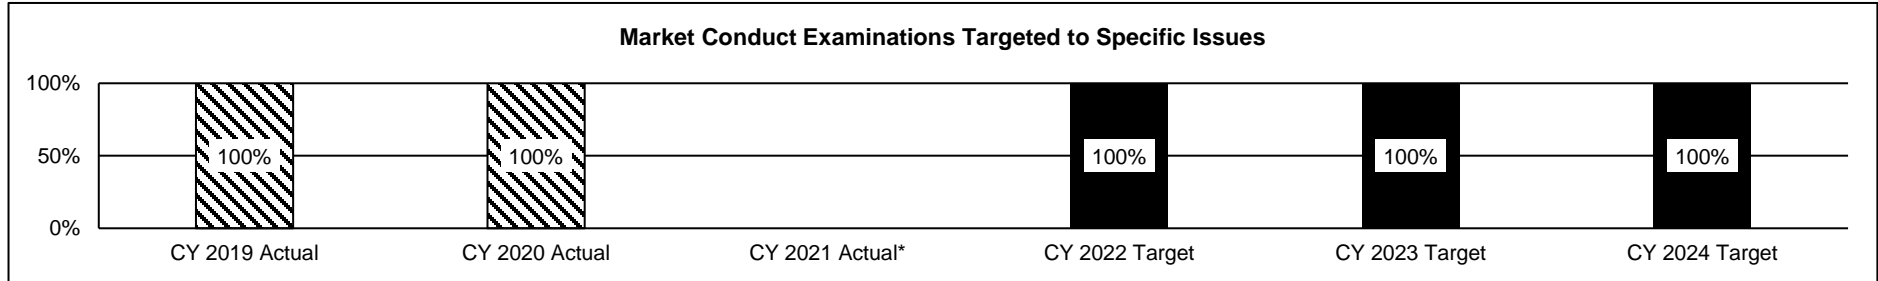 Market Conduct Examinations Targeted to Specific Issues
100%
50%
0%
100%
100%
100%
100%
100%
CY 2019 Actual
CY 2020 Actual
CY 2021 Actual*
CY 2022 Target
CY 2023 Target
CY 2024 Target